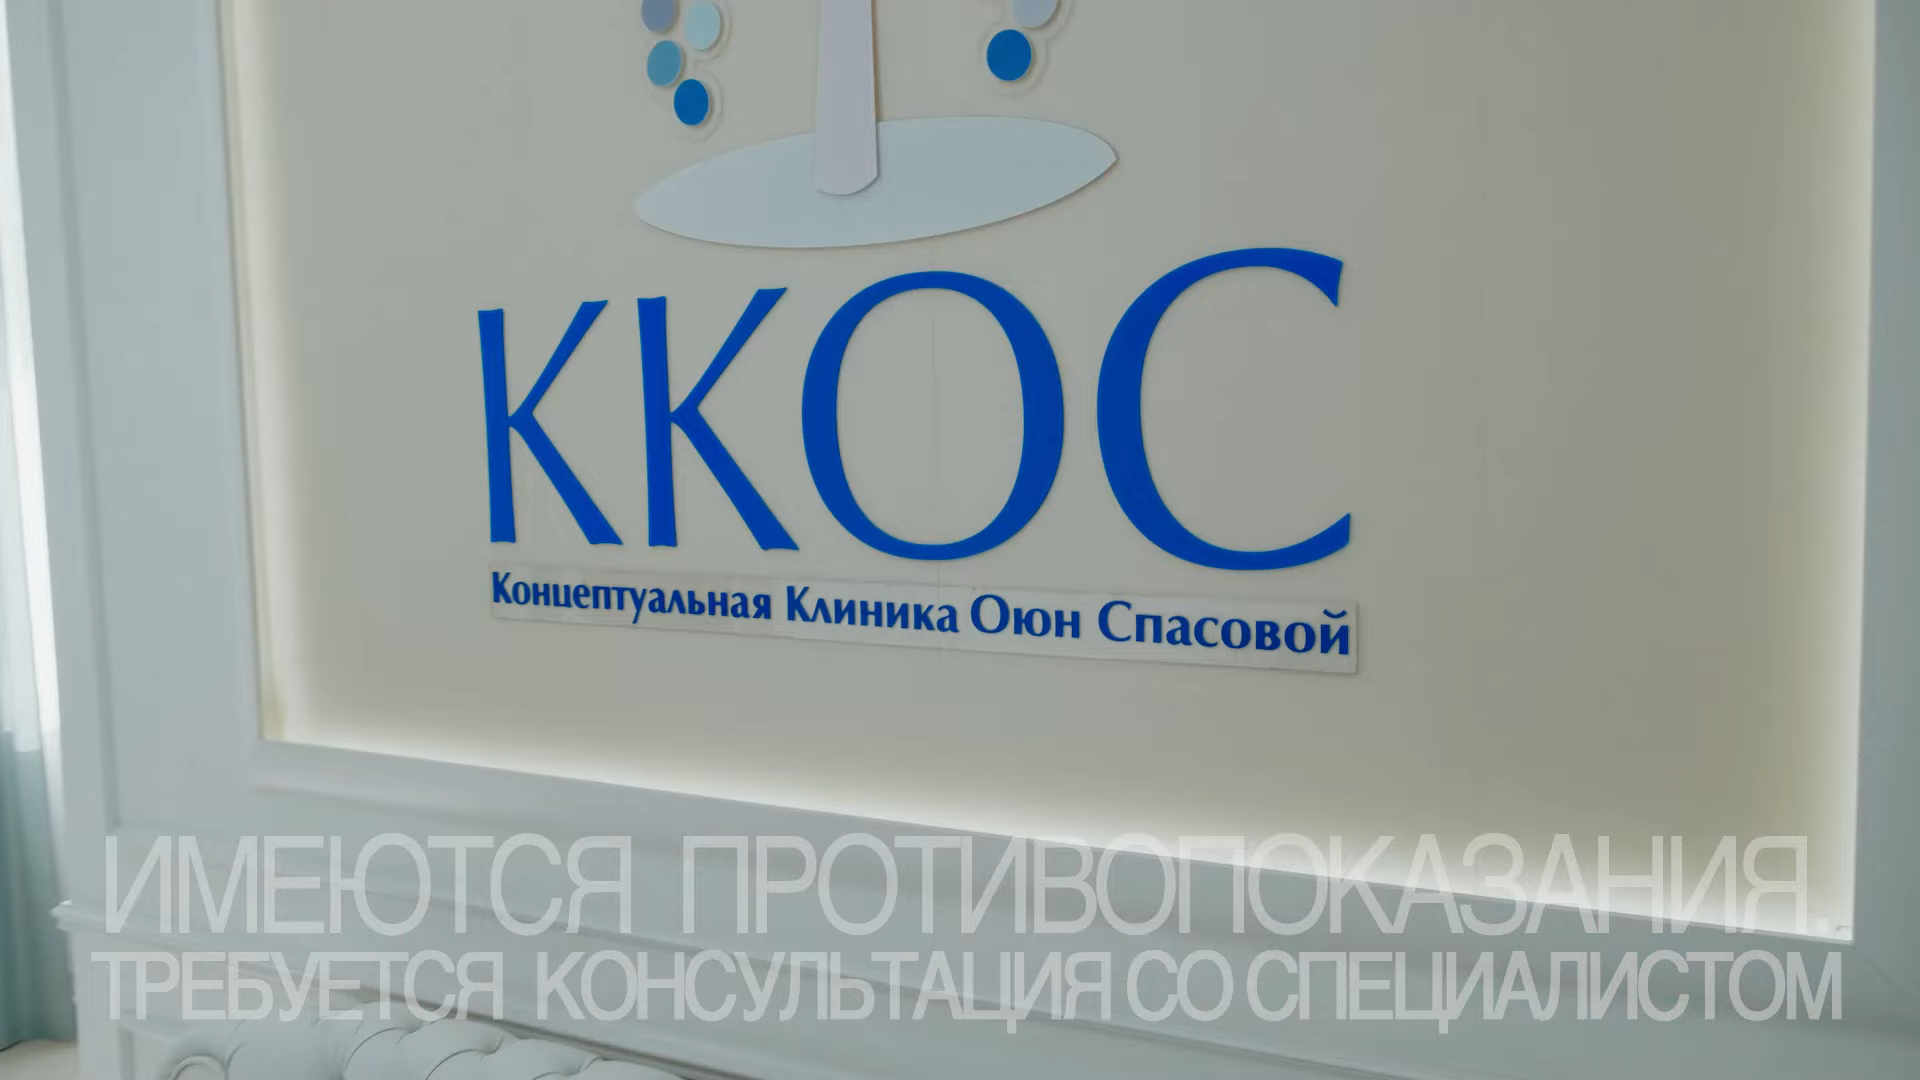 ККОС
Концептуальная Клиника Оюн Спасовой
ИМЕЮТСЯ ПРОТИВОПОКАЗАНИЯ.
ТРЕБУЕТСЯ КОНСУЛЬТАЦИЯ СО СПЕЦИАЛИСТОМ